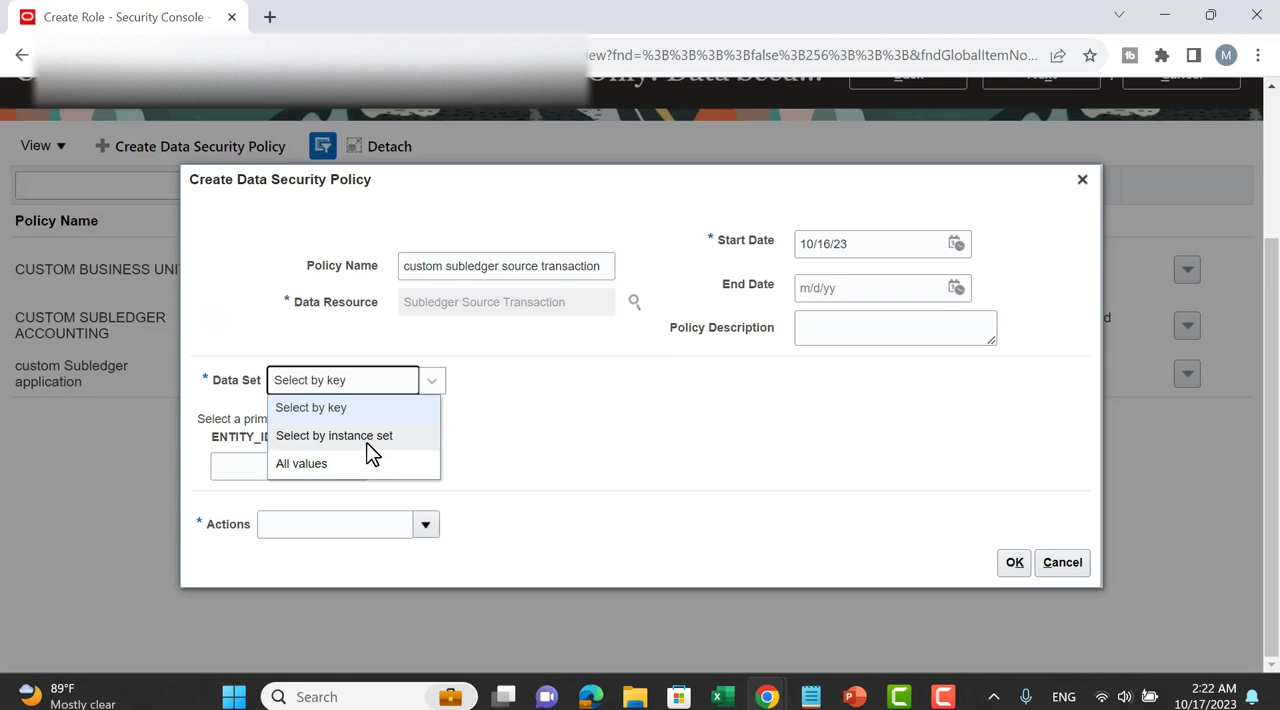 Create Role - Security Console -
iew?fnd=%3B%3B%3B%3Bfalse%3B256%3B%3B%3B&fndGlobalItemNo...
M
View
Create Data Security Policy
Detach
Create Data Security Policy
Policy Name
Policy Name custom subledger source transaction
* Data Resource Subledger Source Transaction
* Start Date 10/16/23
End Date m/d/yy
Policy Description
CUSTOM BUSINESS UNI
CUSTOM SUBLEDGER
ACCOUNTING
custom Subledger
application
* Data Set Select by key
Select by key
Select by instance set
All values
Select a prim
ENTITY_ID
* Actions
OK
Cancel
89°F
Mostly clear
Search
ENG
2:22 AM
10/17/2023